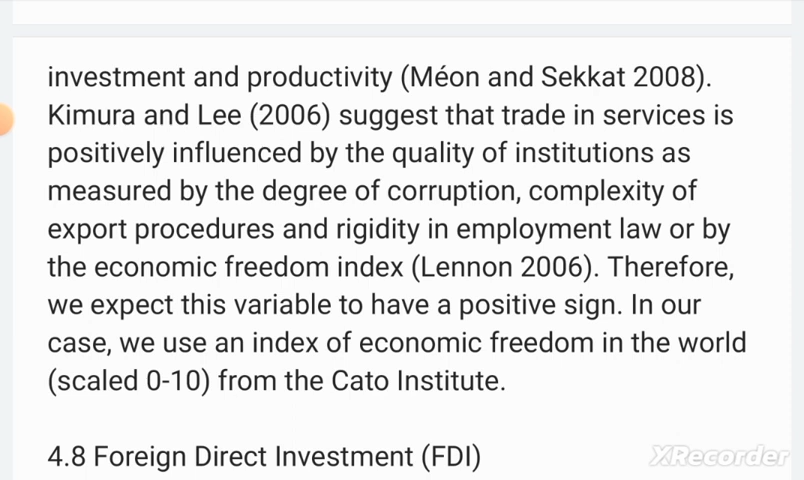 investment and productivity (Méon and Sekkat 2008).
Kimura and Lee (2006) suggest that trade in services is
positively influenced by the quality of institutions as
measured by the degree of corruption, complexity of
export procedures and rigidity in employment law or by
the economic freedom index (Lennon 2006). Therefore,
we expect this variable to have a positive sign. In our
case, we use an index of economic freedom in the world
(scaled 0-10) from the Cato Institute.
4.8 Foreign Direct Investment (FDI)
XRecorder